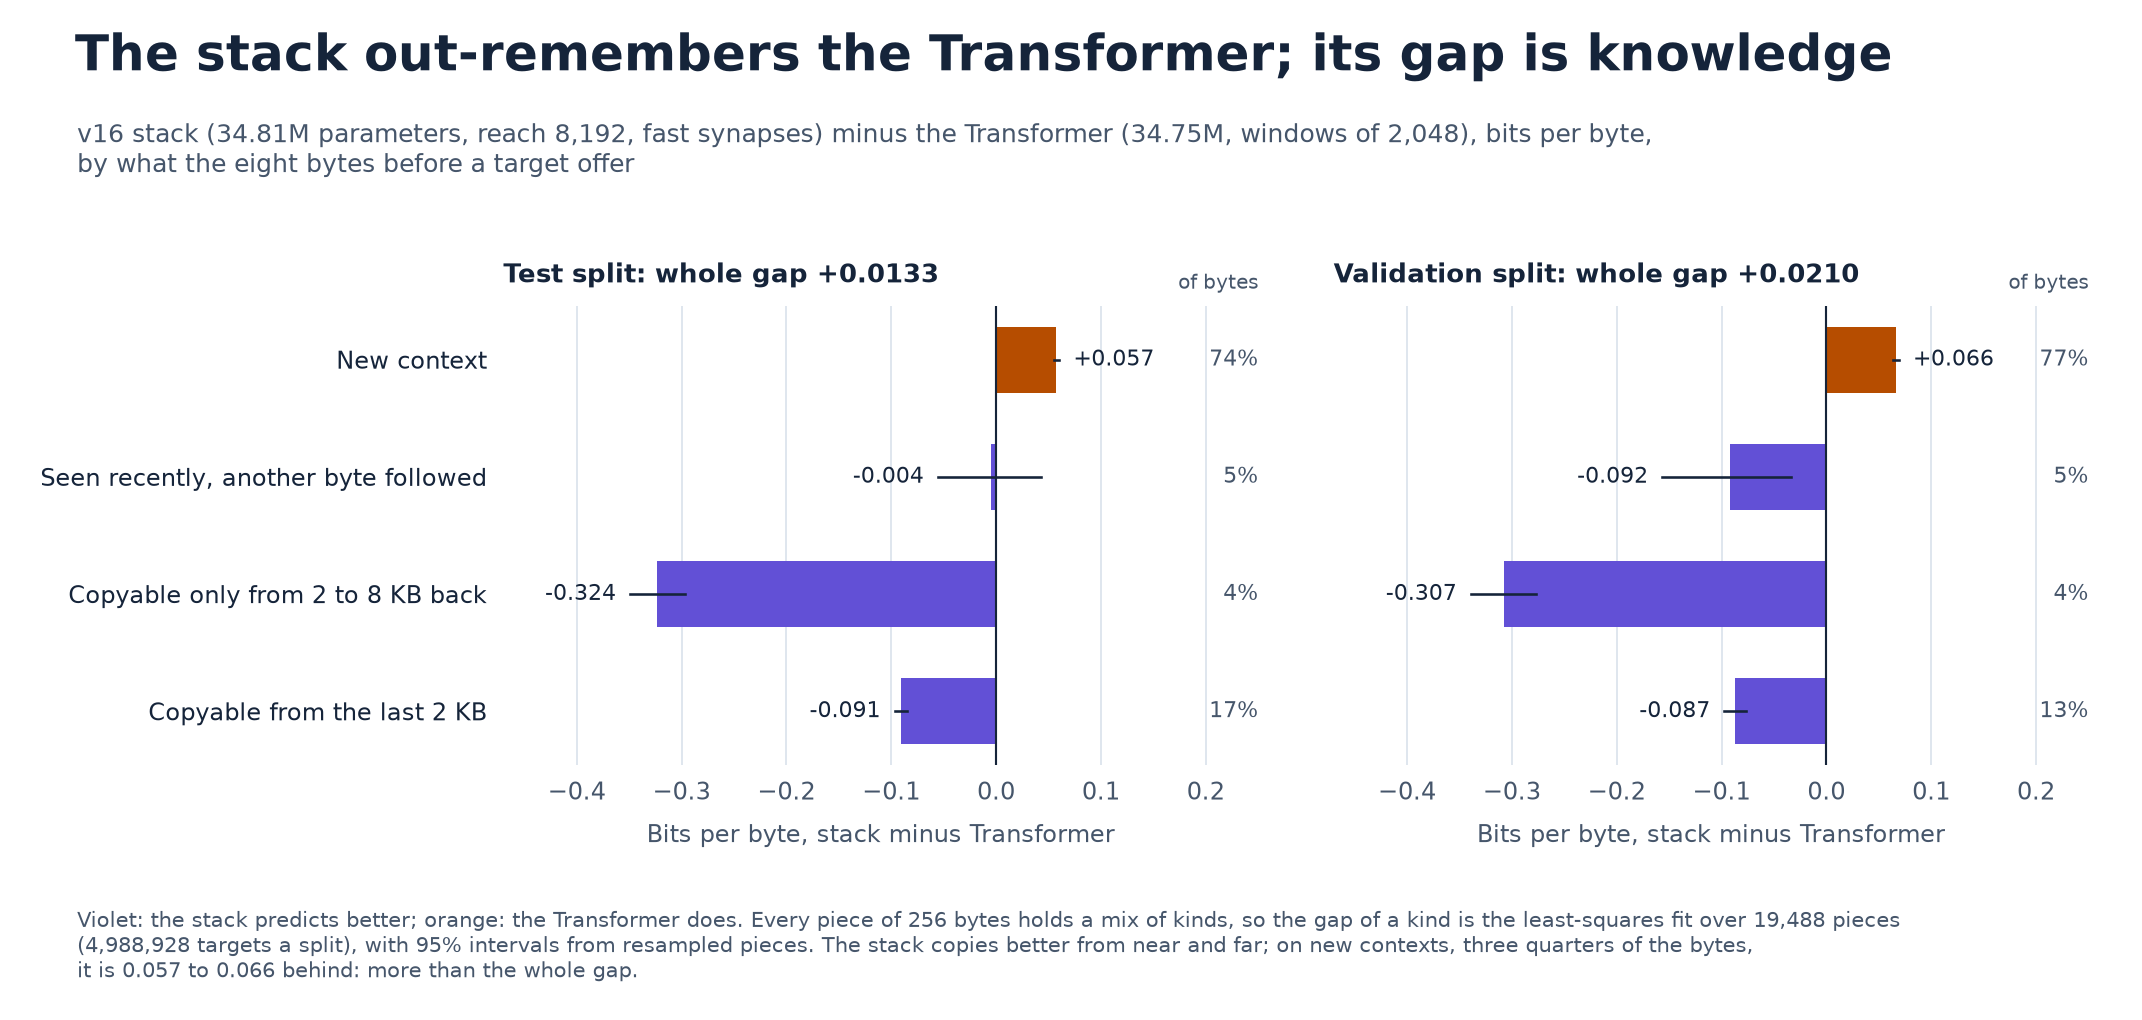 The stack out-remembers the Transformer; its gap is knowledge
v16 stack (34.81M parameters, reach 8,192, fast synapses) minus the Transformer (34.75M, windows of 2,048), bits per byte,
by what the eight bytes before a target offer
Test split: whole gap +0.0133
of bytes
New context
+0.057
74%
Seen recently, another byte followed
-0.004
5%
Copyable only from 2 to 8 KB back
-0.324
4%
Copyable from the last 2 KB
-0.091
17%
−0.4 −0.3 −0.2 −0.1 0.0 0.1 0.2
Bits per byte, stack minus Transformer
Validation split: whole gap +0.0210
of bytes
+0.066
77%
-0.092
5%
-0.307
4%
-0.087
13%
−0.4 −0.3 −0.2 −0.1 0.0 0.1 0.2
Bits per byte, stack minus Transformer
Violet: the stack predicts better; orange: the Transformer does. Every piece of 256 bytes holds a mix of kinds, so the gap of a kind is the least-squares fit over 19,488 pieces
(4,988,928 targets a split), with 95% intervals from resampled pieces. The stack copies better from near and far; on new contexts, three quarters of the bytes,
it is 0.057 to 0.066 behind: more than the whole gap.